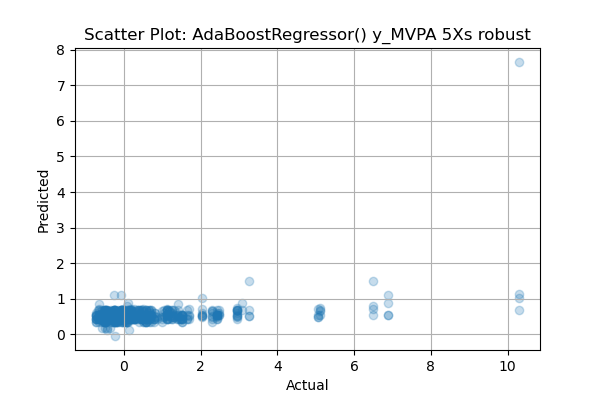 Scatter Plot: AdaBoostRegressor() y_MVPA 5Xs robust
8
7
6
5
4
3
2
1
0
Predicted
0 2 4 6 8 10
Actual